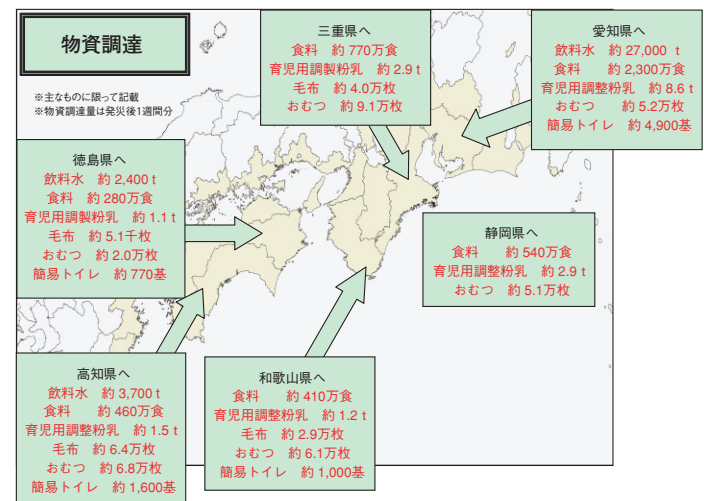 物資調達
※主なものに限って記載
※物資調達量は発災後1週間分
三重県へ
食料 約 770万食
育児用調製粉乳 約 2.9 t
毛布 約 4.0万枚
おむつ 約 9.1万枚
愛知県へ
飲料水 約 27,000 t
食料 約 2,300万食
育児用調整粉乳 約 8.6 t
おむつ 約 5.2万枚
簡易トイレ 約 4,900基
徳島県へ
飲料水 約 2,400 t
食料 約 280万食
育児用調製粉乳 約 1.1 t
毛布 約 5.1千枚
おむつ 約 2.0万枚
簡易トイレ 約 770基
静岡県へ
食料 約 540万食
育児用調整粉乳 約 2.9 t
おむつ 約 5.1万枚
高知県へ
飲料水 約 3,700 t
食料 約 460万食
育児用調整粉乳 約 1.5 t
毛布 約 6.4万枚
おむつ 約 6.8万枚
簡易トイレ 約 1,600基
和歌山県へ
食料 約 410万食
育児用調整粉乳 約 1.2 t
毛布 約 2.9万枚
おむつ 約 6.1万枚
簡易トイレ 約 1,000基